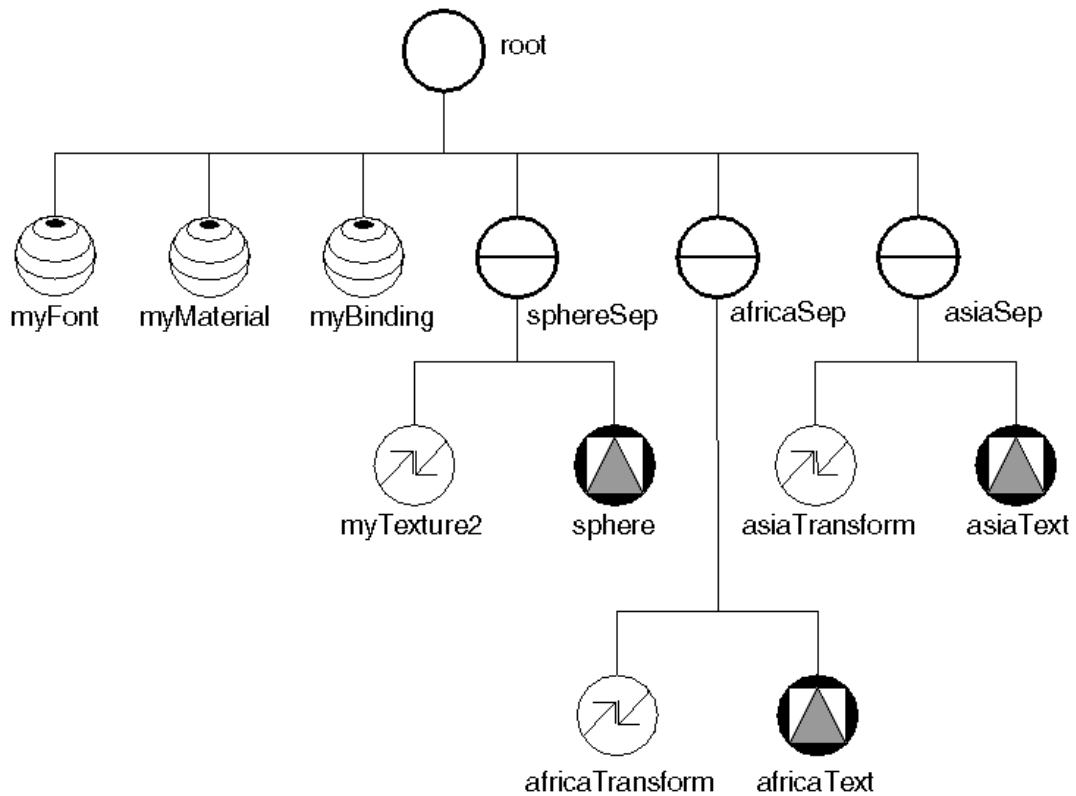 root
myFont
myMaterial
myBinding
sphereSep
africaSep
asiaSep
myTexture2
sphere
asiaTransform
asiaText
africaTransform
africaText